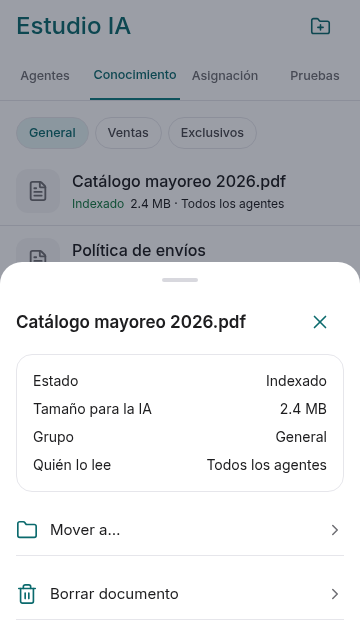 Estudio IA
Agentes
Conocimiento
Asignación
Pruebas
General
Ventas
Exclusivos
Catálogo mayoreo 2026.pdf
Indexado 2.4 MB · Todos los agentes
Política de envíos
Catálogo mayoreo 2026.pdf
Estado Indexado
Tamaño para la IA 2.4 MB
Grupo General
Quién lo lee Todos los agentes
Mover a...
Borrar documento